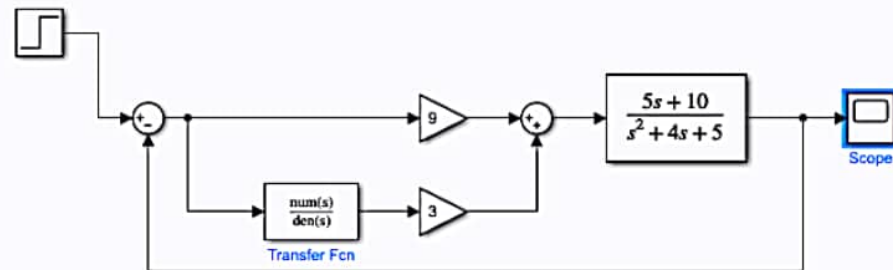 + −
9
+ +
5s + 10
s² + 4s + 5
Scope
num(s)
den(s)
3
Transfer Fcn